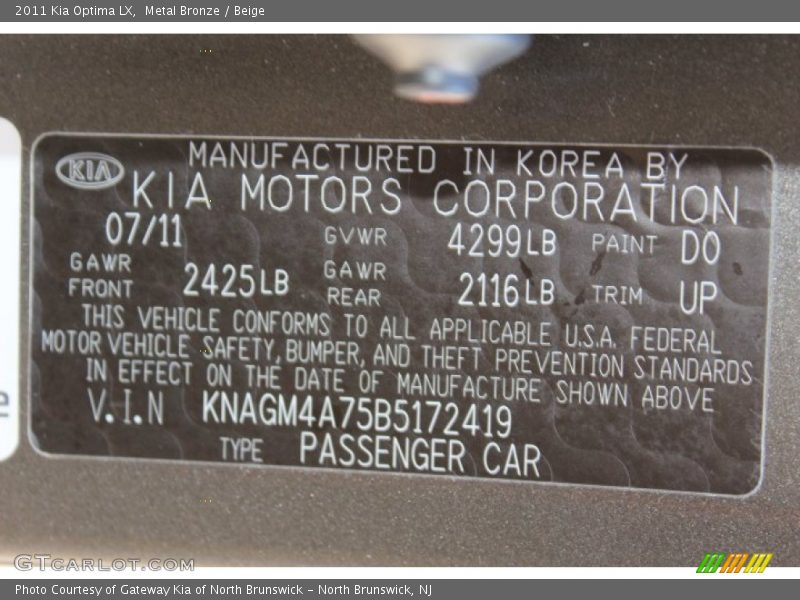 2011 Kia Optima LX,  Metal Bronze / Beige
MANUFACTURED IN KOREA BY
KIA
KIA MOTORS CORPORATION
07/11 GVWR 4299LB PAINT D0
GAWR FRONT 2425LB GAWR REAR 2116LB TRIM UP
THIS VEHICLE CONFORMS TO ALL APPLICABLE U.S.A. FEDERAL
MOTOR VEHICLE SAFETY, BUMPER, AND THEFT PREVENTION STANDARDS
IN EFFECT ON THE DATE OF MANUFACTURE SHOWN ABOVE
V.I.N KNAGM4A75B5172419
TYPE PASSENGER CAR
GTCARLOT.COM
Photo Courtesy of Gateway Kia of North Brunswick - North Brunswick, NJ